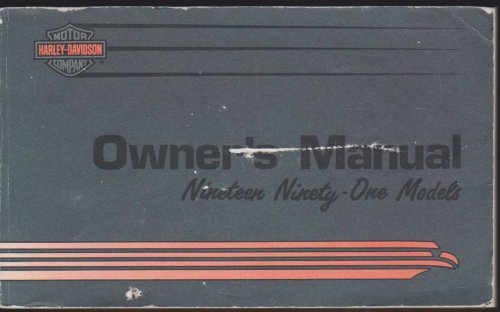 MOTOR
HARLEY-DAVIDSON
COMPANY
Owner's Manual
Nineteen Ninety-One Models